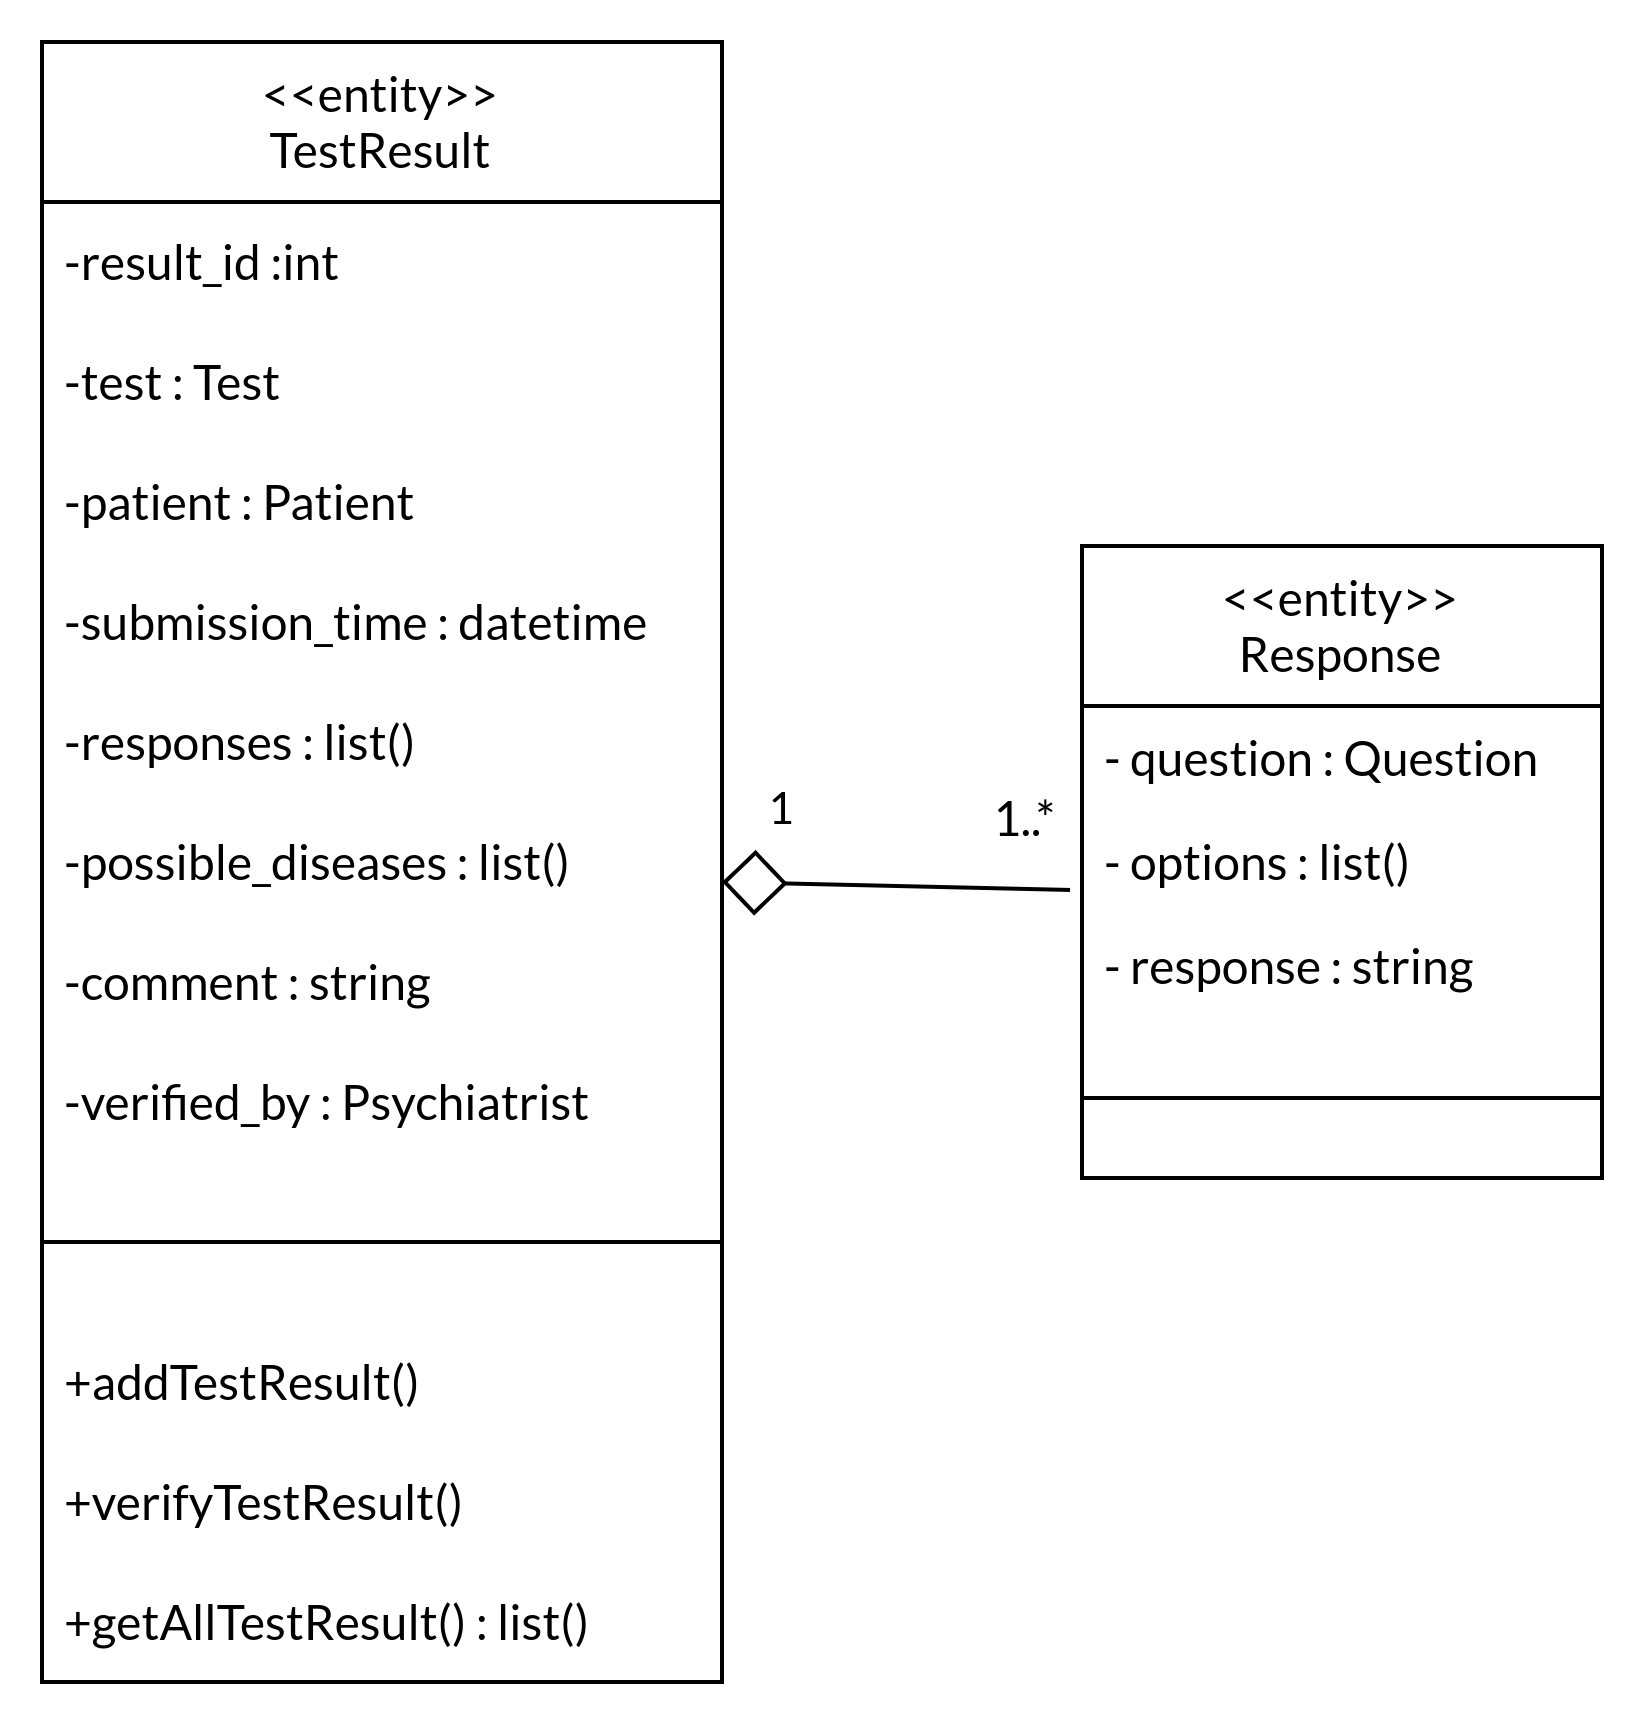 <<entity>>
TestResult
-result_id :int
-test : Test
-patient : Patient
-submission_time : datetime
-responses : list()
-possible_diseases : list()
-comment : string
-verified_by : Psychiatrist
+addTestResult()
+verifyTestResult()
+getAllTestResult() : list()
1
1..*
<<entity>>
Response
- question : Question
- options : list()
- response : string